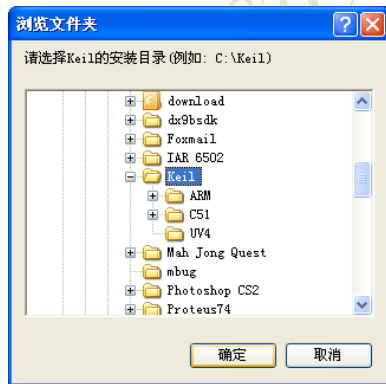 浏览文件夹
请选择Keil的安装目录(例如: C:\Keil)
download
dx9bsdk
Foxmail
IAR 6502
Keil
ARM
C51
UV4
Mah Jong Quest
mbug
Photoshop CS2
Proteus74
确定 取消